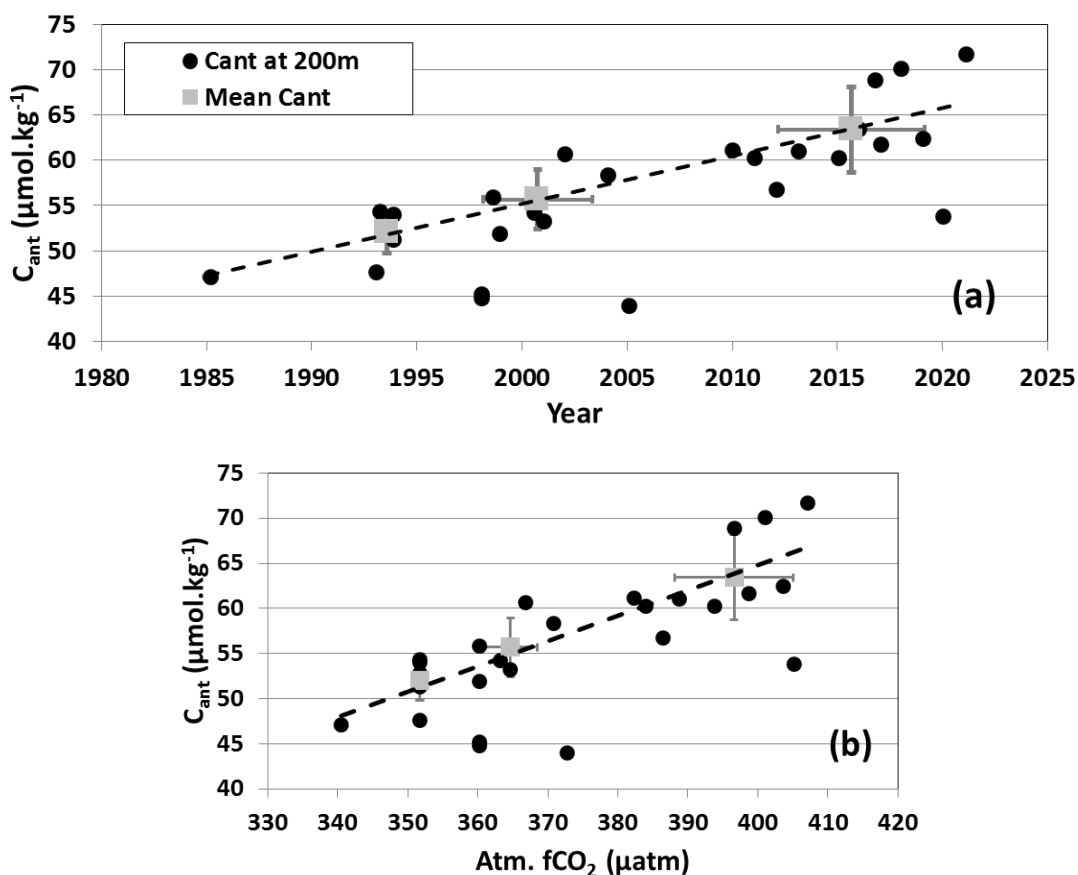 75
70
65
60
55
50
45
40
C_ant (µmol.kg⁻¹)
Cant at 200m
Mean Cant
(a)
1980 1985 1990 1995 2000 2005 2010 2015 2020 2025
Year
75
70
65
60
55
50
45
40
C_ant (µmol.kg⁻¹)
(b)
330 340 350 360 370 380 390 400 410 420
Atm. fCO₂ (µatm)